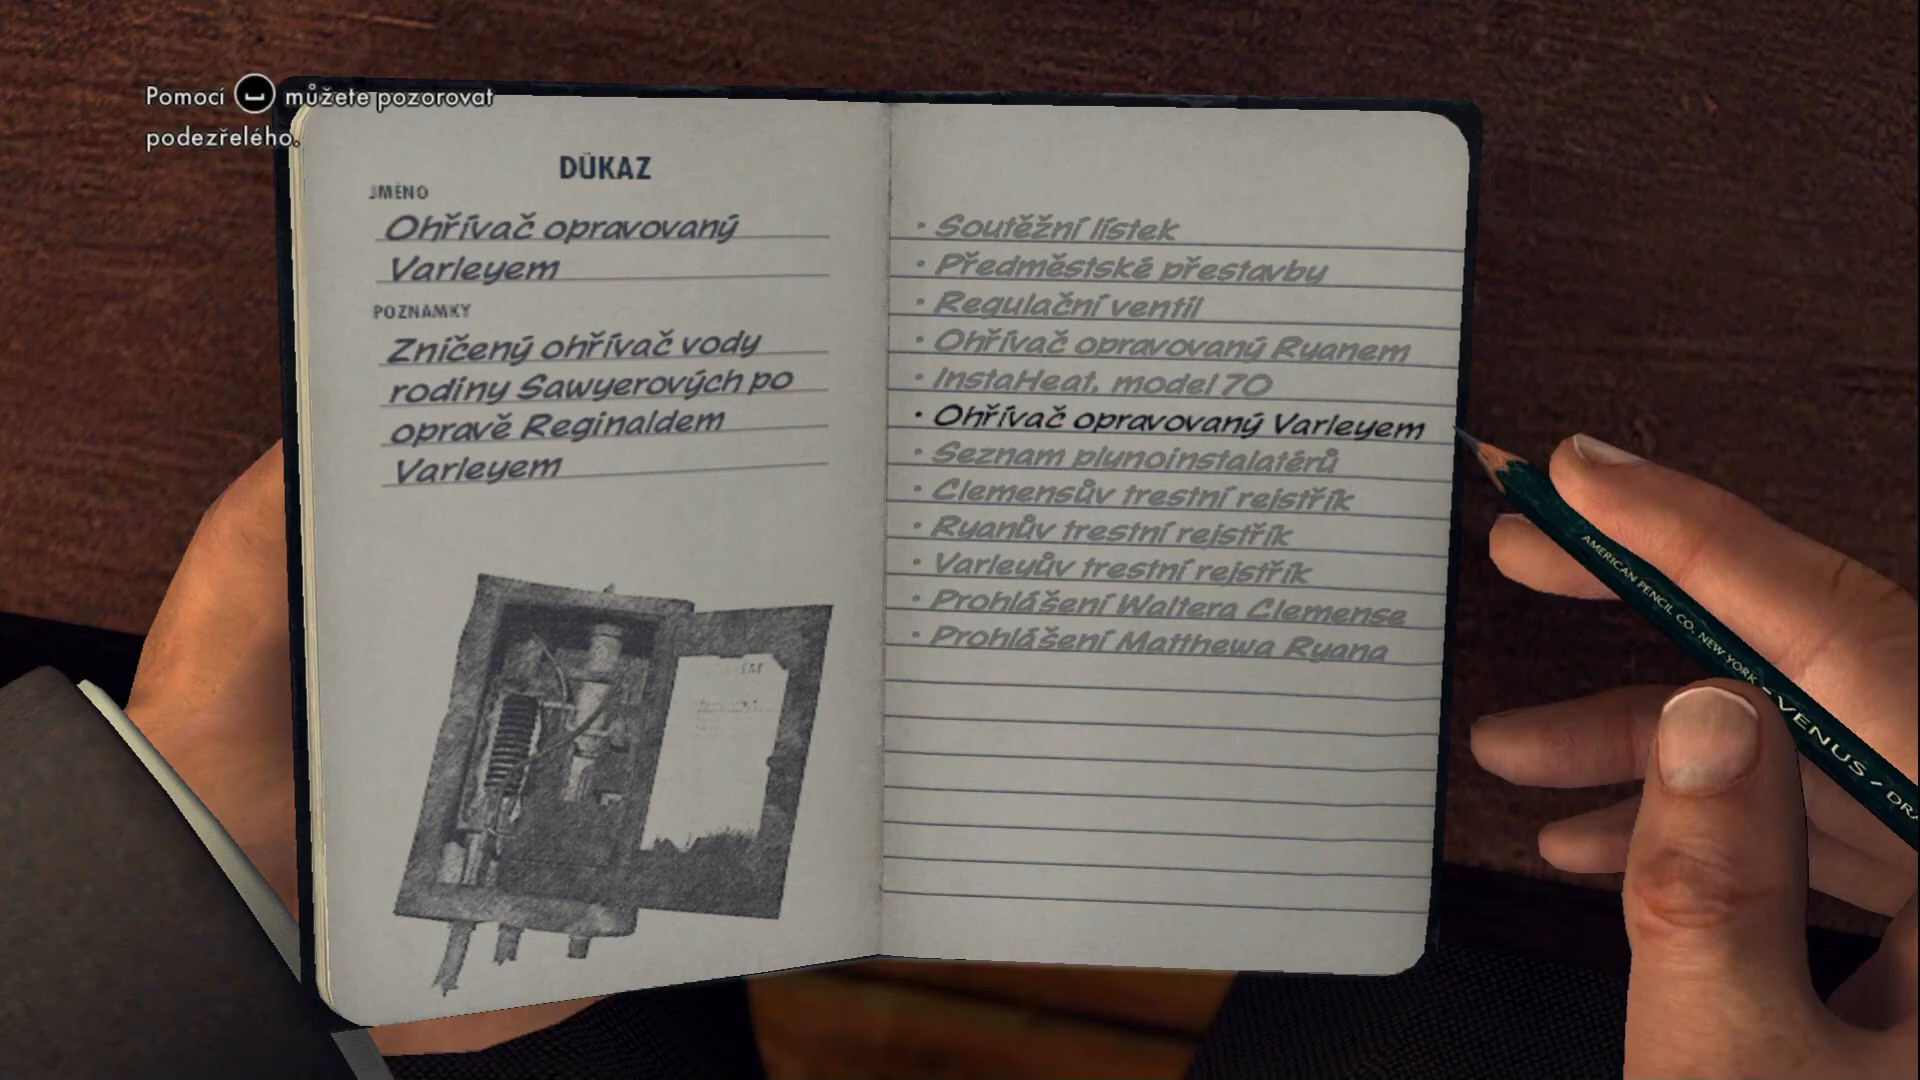 Pomocí můžete pozorovat
podezřelého.
DŮKAZ
JMÉNO
Ohřívač opravovaný
Varleyem
POZNÁMKY
Zničený ohřívač vody
rodiny Sawyerových po
opravě Reginaldem
Varleyem
• Soutěžní lístek
• Předměstské přestavby
• Regulační ventil
• Ohřívač opravovaný Ryanem
• InstaHeat, model 70
• Ohřívač opravovaný Varleyem
• Seznam plynoinstalatérů
• Clemensův trestní rejstřík
• Ryanův trestní rejstřík
• Varleyův trestní rejstřík
• Prohlášení Waltera Clemense
• Prohlášení Matthewa Ryana
AMERICAN PENCIL CO. NEW YORK - VENUS / DRA